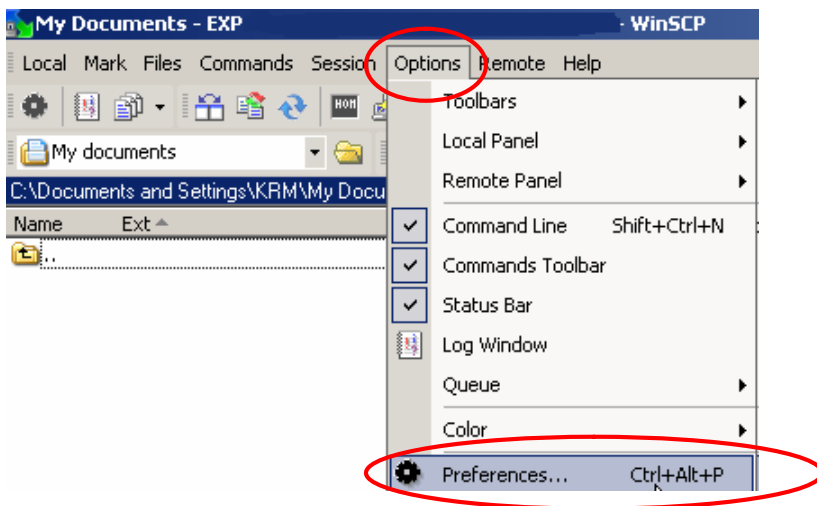 My Documents - EXP - WinSCP
Local Mark Files Commands Session Options Remote Help
HOM
Toolbars
My documents
Local Panel
C:\Documents and Settings\KRM\My Docu
Remote Panel
Name Ext
Command Line Shift+Ctrl+N
..
Commands Toolbar
Status Bar
Log Window
Queue
Color
Preferences... Ctrl+Alt+P